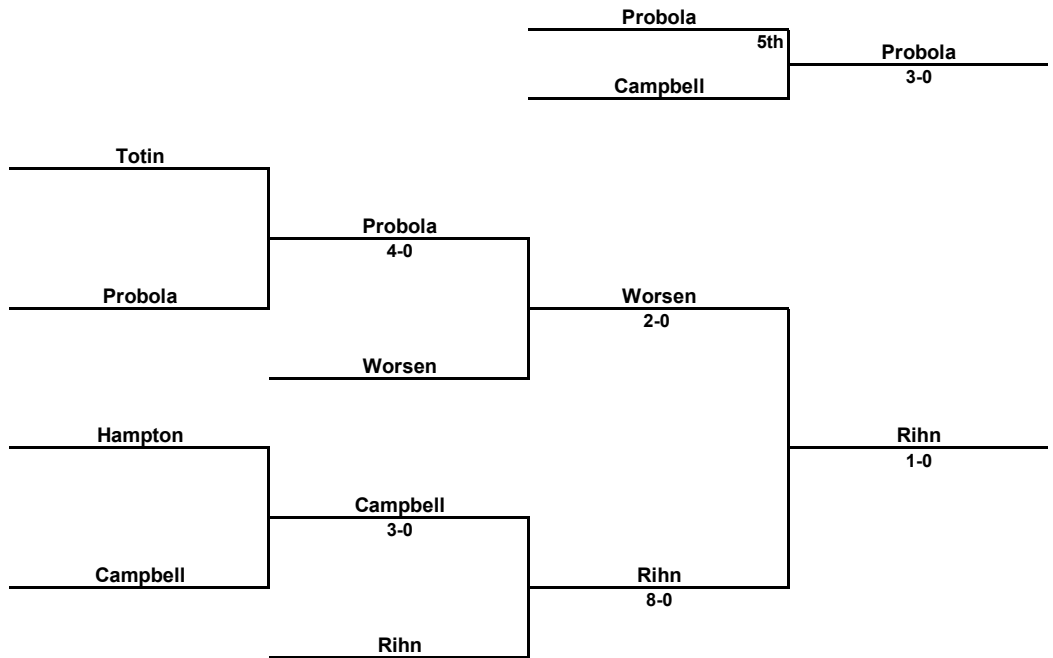 Probola
5th
Probola
3-0
Campbell
Totin
Probola
4-0
Probola
Worsen
2-0
Worsen
Hampton
Rihn
1-0
Campbell
3-0
Campbell
Rihn
8-0
Rihn